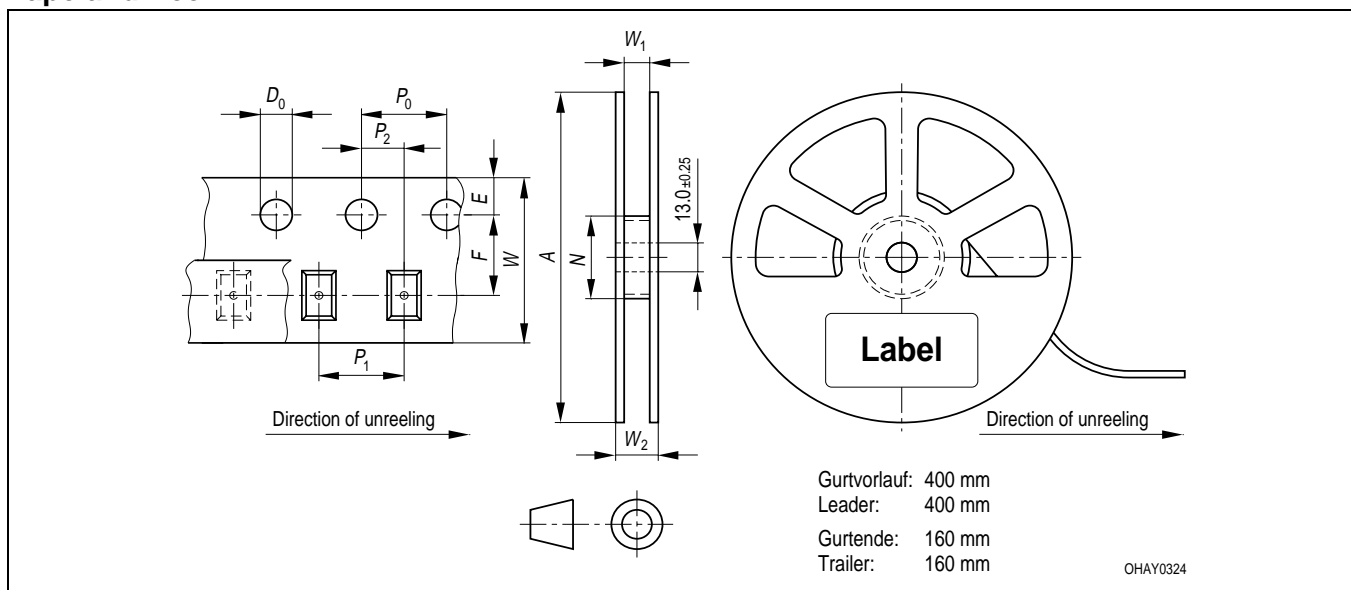 W1
D0
P0
P2
E
F
W
A
N
13.0 ±0.25
Label
P1
Direction of unreeling
W2
Direction of unreeling
Gurtvorlauf: 400 mm
Leader: 400 mm
Gurtende: 160 mm
Trailer: 160 mm
OHAY0324